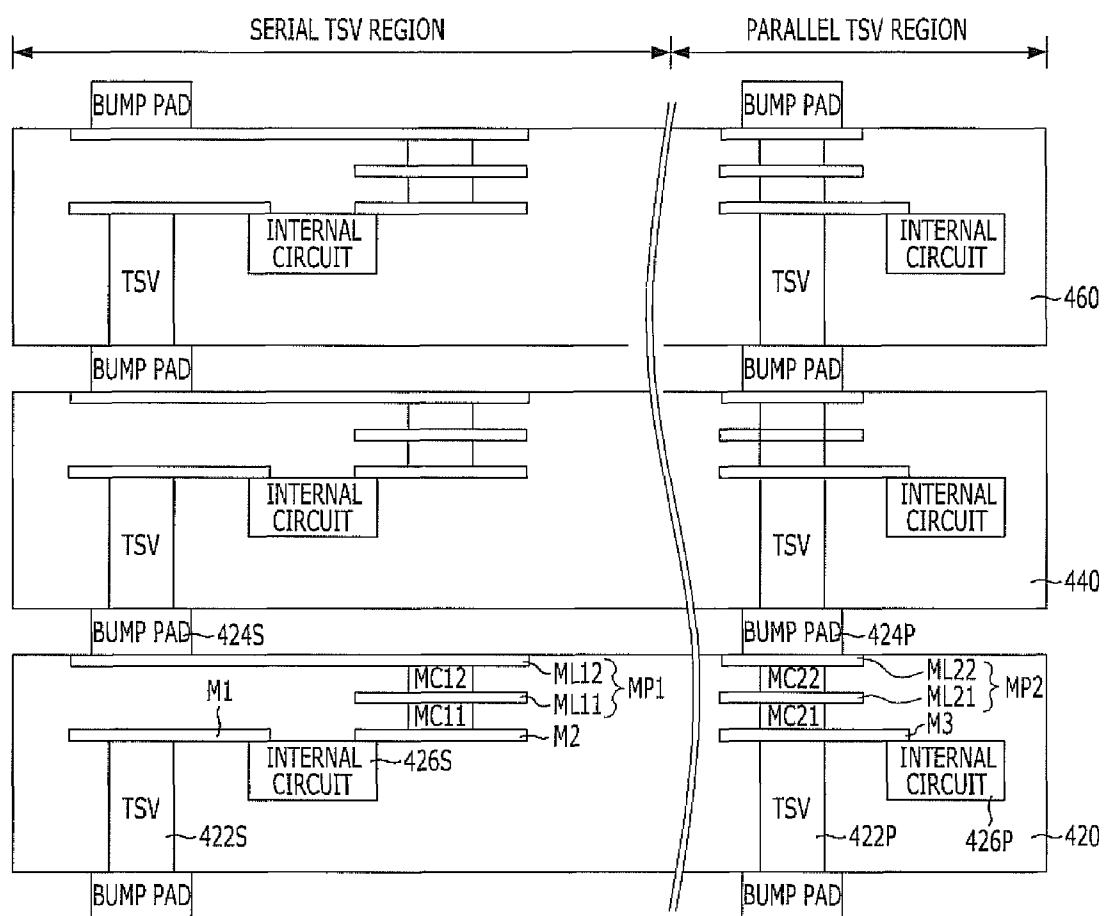 SERIAL TSV REGION
PARALLEL TSV REGION
BUMP PAD
BUMP PAD
INTERNAL
CIRCUIT
TSV
TSV
INTERNAL
CIRCUIT
460
BUMP PAD
BUMP PAD
INTERNAL
CIRCUIT
TSV
TSV
INTERNAL
CIRCUIT
440
BUMP PAD
424S
BUMP PAD
424P
M1
MC12
MC11
ML12
ML11
MP1
M2
MC22
MC21
ML22
ML21
MP2
M3
INTERNAL
CIRCUIT
426S
TSV
422S
TSV
422P
INTERNAL
CIRCUIT
426P
420
BUMP PAD
BUMP PAD